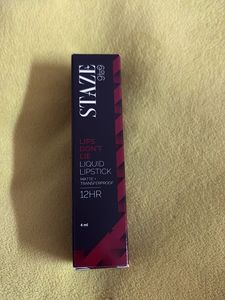 STAZE
9to9
LIPS
DON'T
LIE
LIQUID
LIPSTICK
MATTE +
TRANSFERPROOF
12HR
4 ml